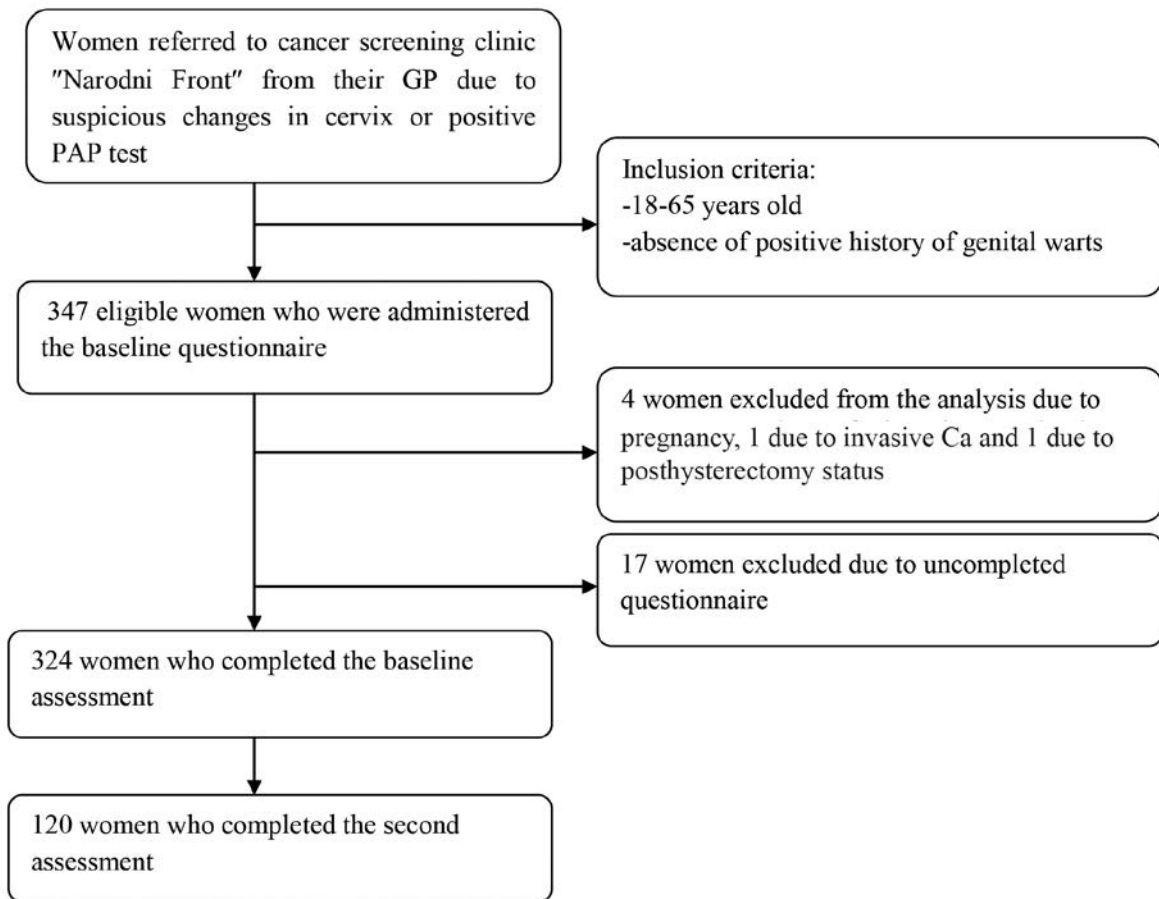 Women referred to cancer screening clinic
"Narodni Front" from their GP due to
suspicious changes in cervix or positive
PAP test
Inclusion criteria:
-18-65 years old
-absence of positive history of genital warts
347 eligible women who were administered
the baseline questionnaire
4 women excluded from the analysis due to
pregnancy, 1 due to invasive Ca and 1 due to
posthysterectomy status
17 women excluded due to uncompleted
questionnaire
324 women who completed the baseline
assessment
120 women who completed the second
assessment